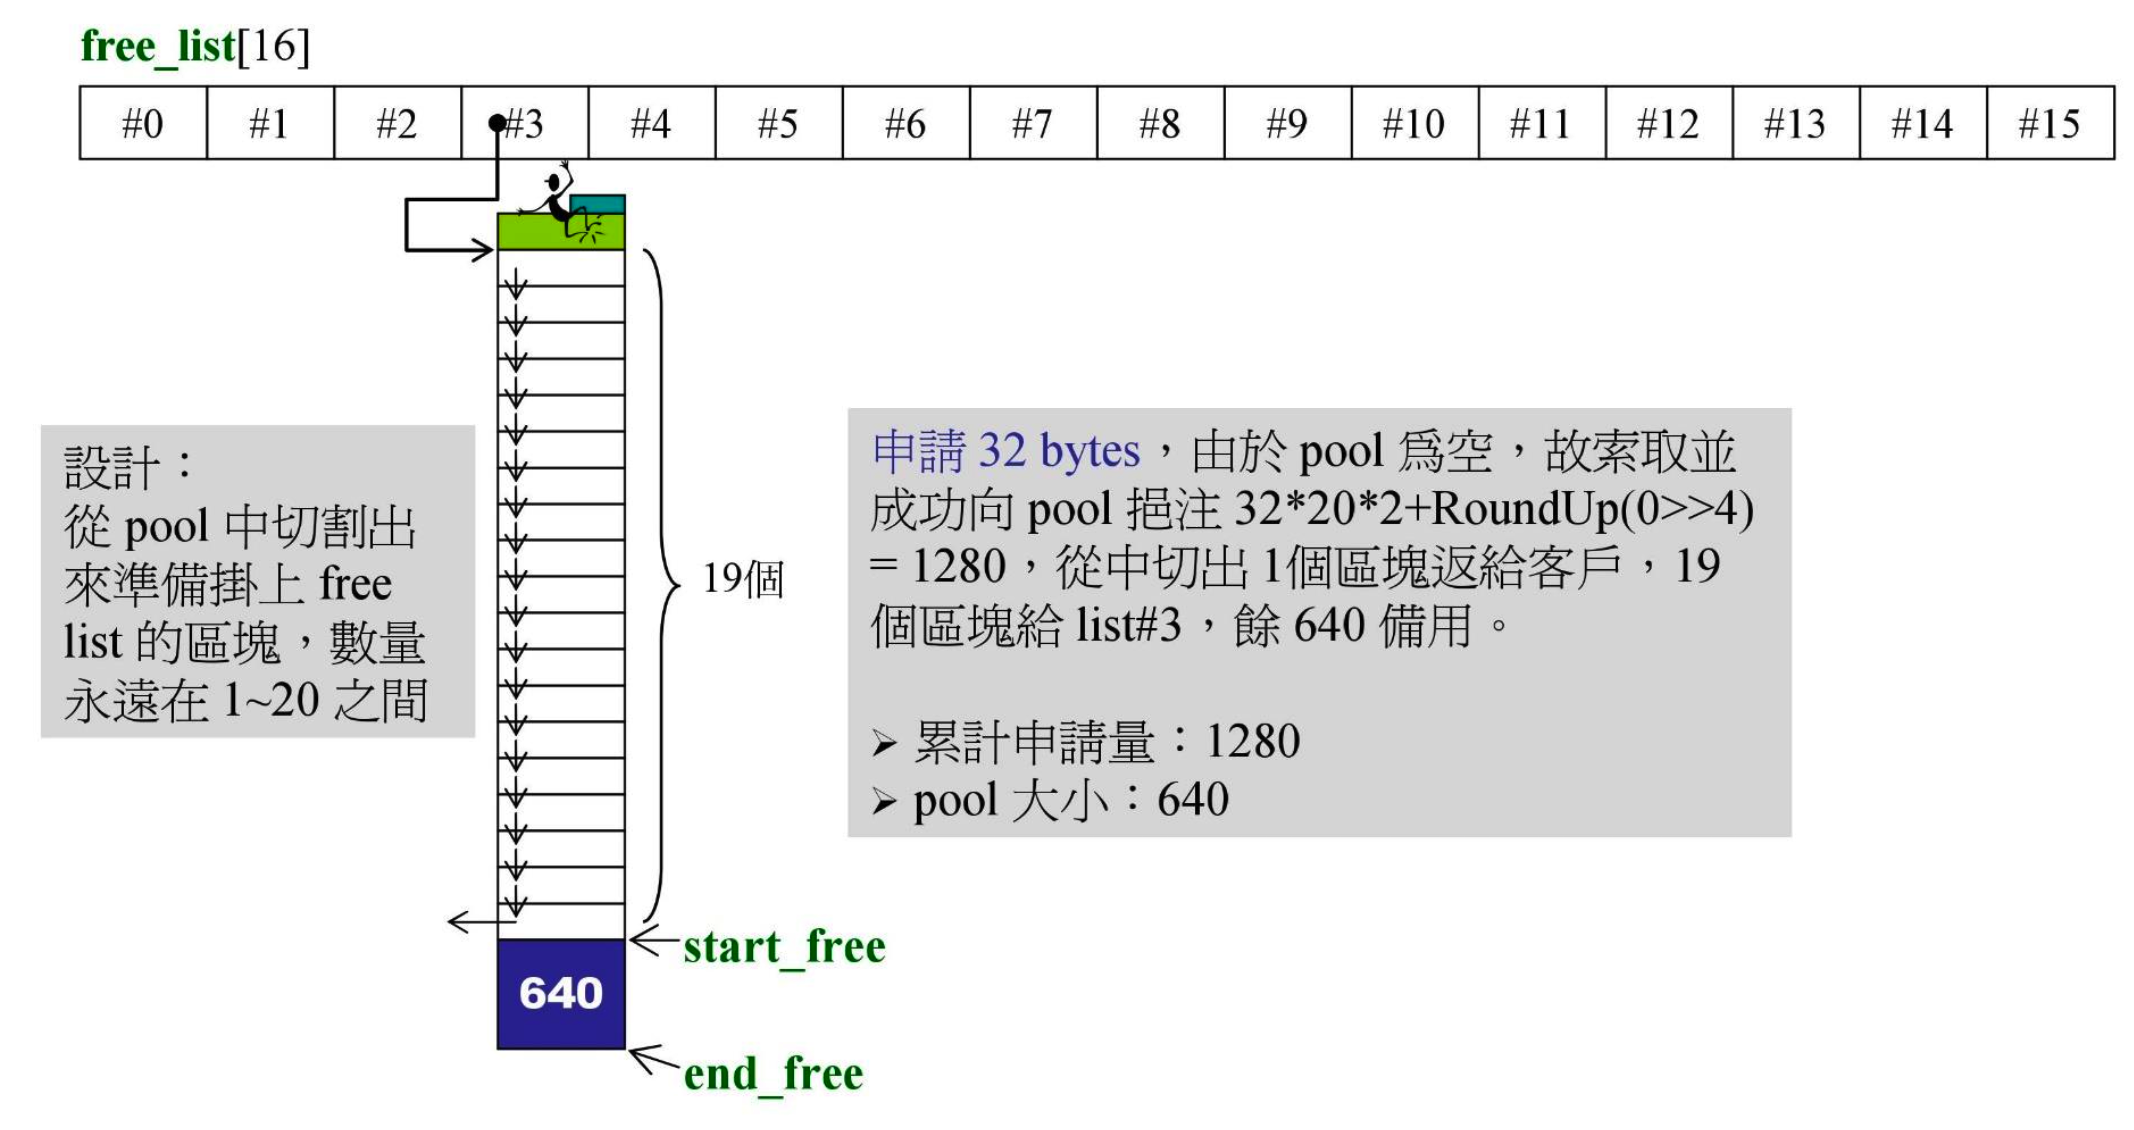 free_list[16]
#0 #1 #2 #3 #4 #5 #6 #7 #8 #9 #10 #11 #12 #13 #14 #15
設計：
從 pool 中切割出
來準備掛上 free
list 的區塊，數量
永遠在 1~20 之間
19個
申請 32 bytes，由於 pool 爲空，故索取並
成功向 pool 挹注 32*20*2+RoundUp(0>>4)
= 1280，從中切出 1個區塊返給客戶，19
個區塊給 list#3，餘 640 備用。
➢ 累計申請量：1280
➢ pool 大小：640
start_free
640
end_free